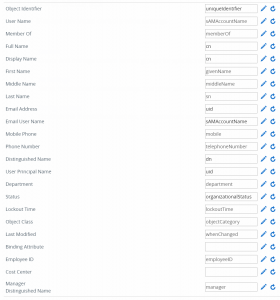 Object Identifier uniqueIdentifier
User Name sAMAccountName
Member Of memberOf
Full Name cn
Display Name cn
First Name givenName
Middle Name middleName
Last Name sn
Email Address uid
Email User Name sAMAccountName
Mobile Phone mobile
Phone Number telephoneNumber
Distinguished Name dn
User Principal Name uid
Department department
Status organizationalStatus
Lockout Time lockoutTime
Object Class objectCategory
Last Modified whenChanged
Binding Attribute
Employee ID employeeID
Cost Center
Manager
Distinguished Name manager